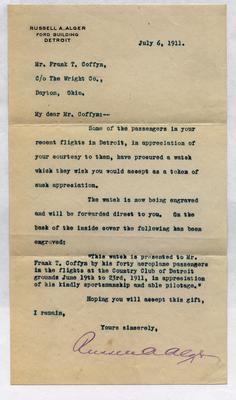 RUSSELL A. ALGER
FORD BUILDING
DETROIT
July 6, 1911.
Mr. Frank T. Coffyn,
C/o The Wright Co.,
Dayton, Ohio.
My dear Mr. Coffyn:--
Some of the passengers in your
recent flights in Detroit, in appreciation of
your courtesy to them, have procured a watch
which they wish you would accept as a token of
such appreciation.
The watch is now being engraved
and will be forwarded direct to you. On the
back of the inside cover the following has been
engraved:
"This watch is presented to Mr.
Frank T. Coffyn by his forty aeroplane passengers
in the flights at the Country Club of Detroit
grounds June 19th to 23rd, 1911, in appreciation
of his kindly sportsmanship and able pilotage."
Hoping you will accept this gift,
I remain,
Yours sincerely,
Russell A Alger